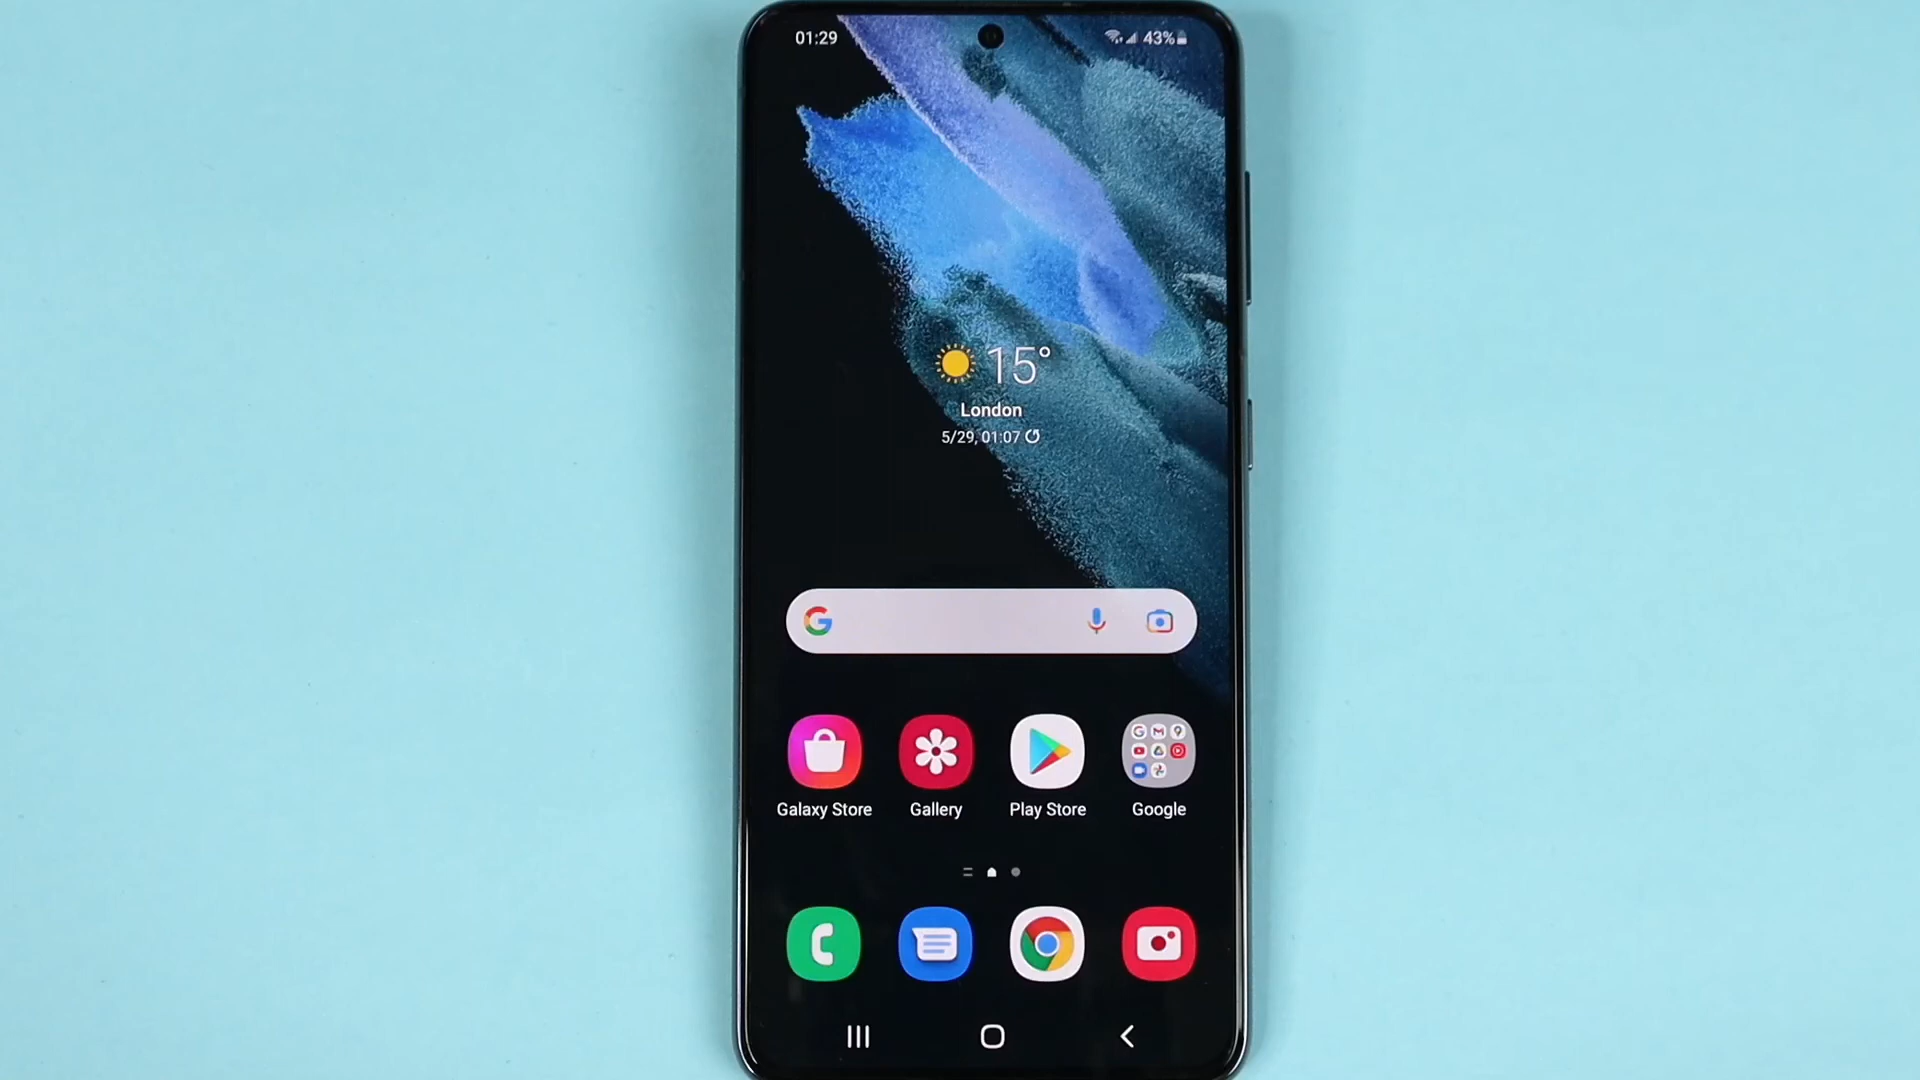 01:29
43%
15°
London
5/29, 01:07
Galaxy Store
Gallery
Play Store
Google